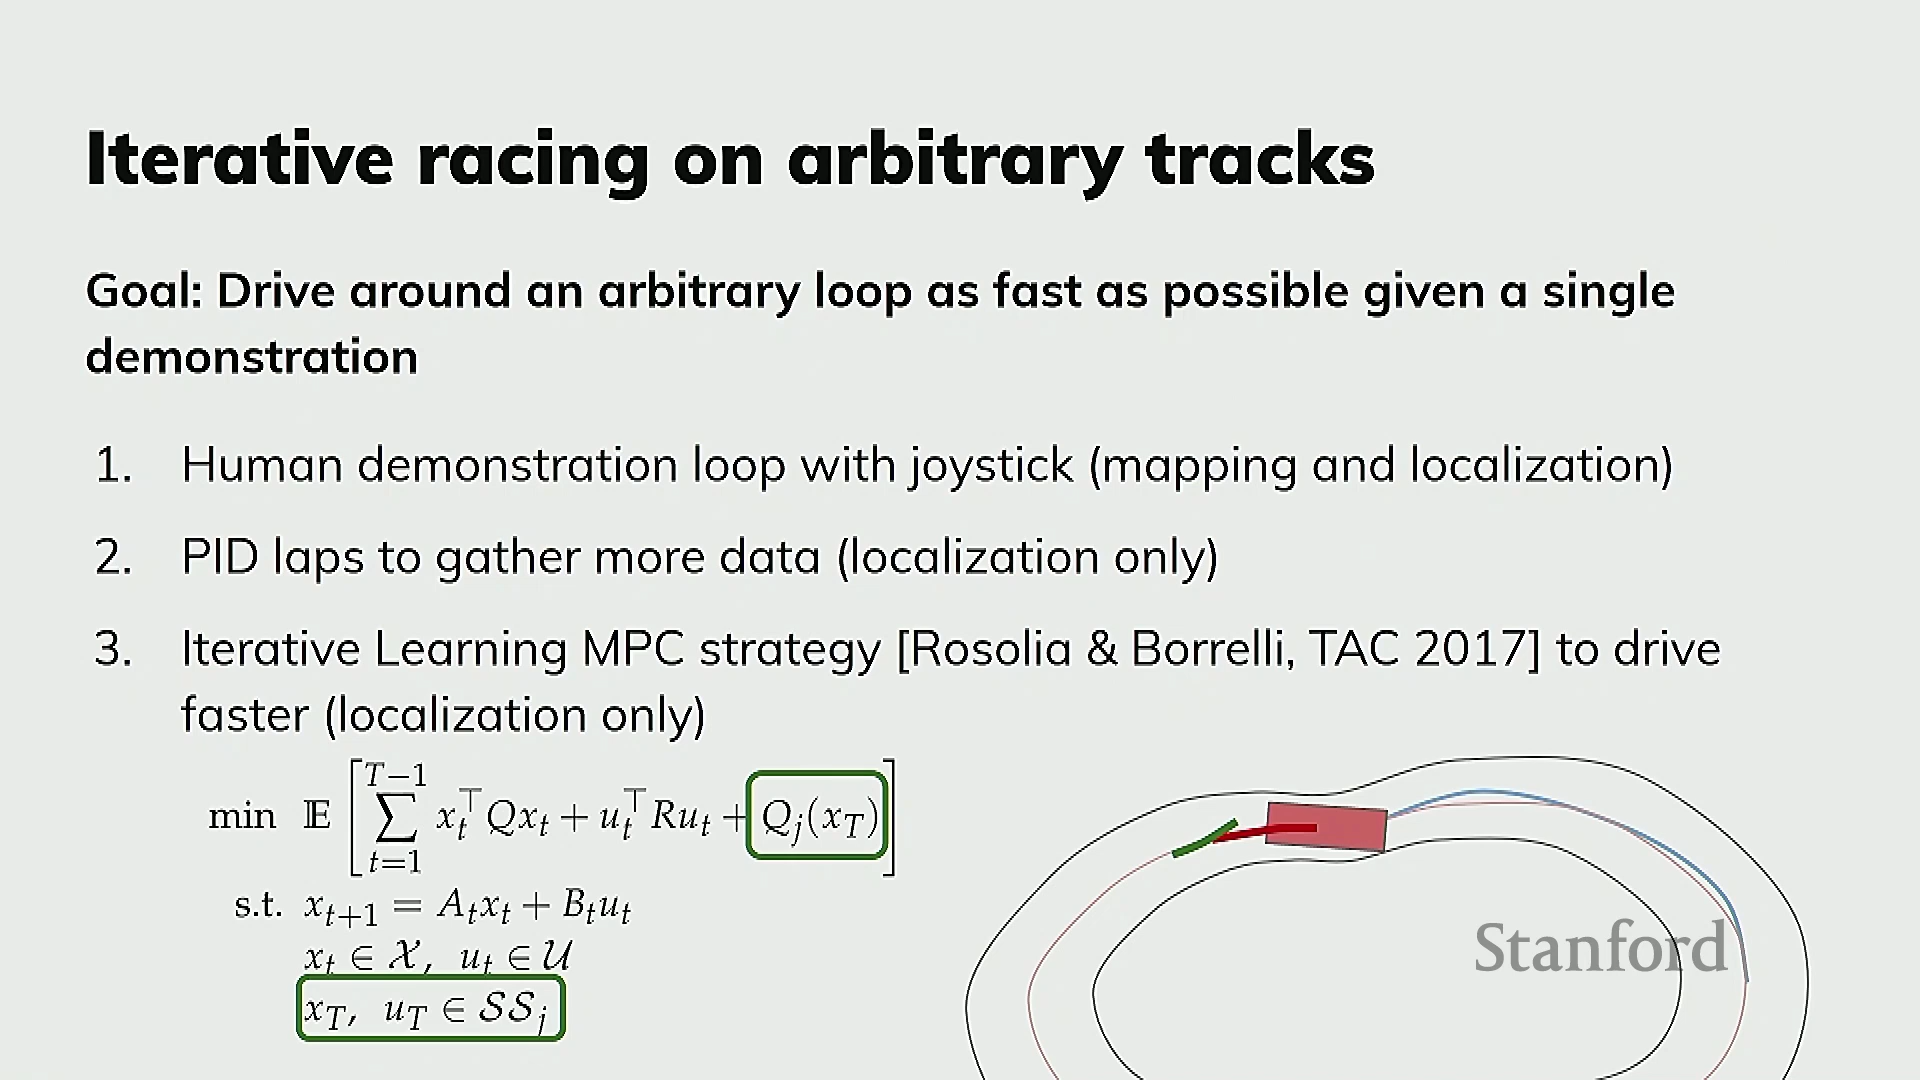 Iterative racing on arbitrary tracks
Goal: Drive around an arbitrary loop as fast as possible given a single
demonstration
1. Human demonstration loop with joystick (mapping and localization)
2. PID laps to gather more data (localization only)
3. Iterative Learning MPC strategy [Rosolia & Borrelli, TAC 2017] to drive
faster (localization only)
min 𝔼 [∑_{t=1}^{T−1} x_t^⊤ Q x_t + u_t^⊤ R u_t + Q_j(x_T)]
s.t. x_{t+1} = A_t x_t + B_t u_t
x_t ∈ 𝒳, u_t ∈ 𝒰
x_T, u_T ∈ 𝒮𝒮_j
Stanford